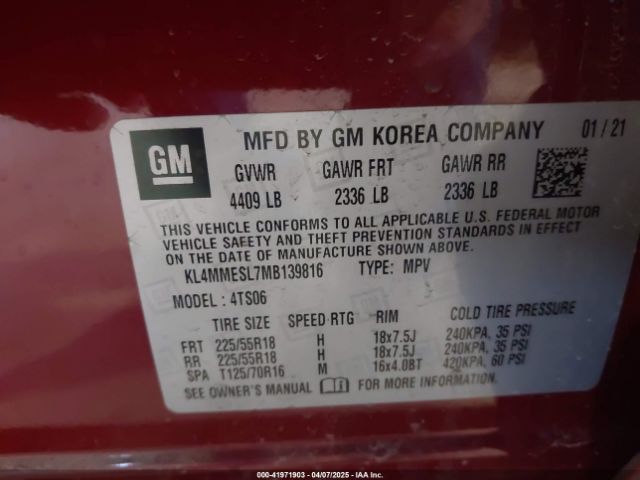 GM
MFD BY GM KOREA COMPANY 01/21
GVWR GAWR FRT GAWR RR
4409 LB 2336 LB 2336 LB
THIS VEHICLE CONFORMS TO ALL APPLICABLE U.S. FEDERAL MOTOR
VEHICLE SAFETY AND THEFT PREVENTION STANDARDS IN EFFECT
ON THE DATE OF MANUFACTURE SHOWN ABOVE.
KL4MMESL7MB139816 TYPE: MPV
MODEL : 4TS06
TIRE SIZE SPEED RTG RIM COLD TIRE PRESSURE
FRT 225/55R18 H 18x7.5J 240KPA, 35 PSI
RR 225/55R18 H 18x7.5J 240KPA, 35 PSI
SPA T125/70R16 M 16x4.0BT 420KPA, 60 PSI
SEE OWNER'S MANUAL FOR MORE INFORMATION.
000-41971903 - 04/07/2025 - IAA Inc.